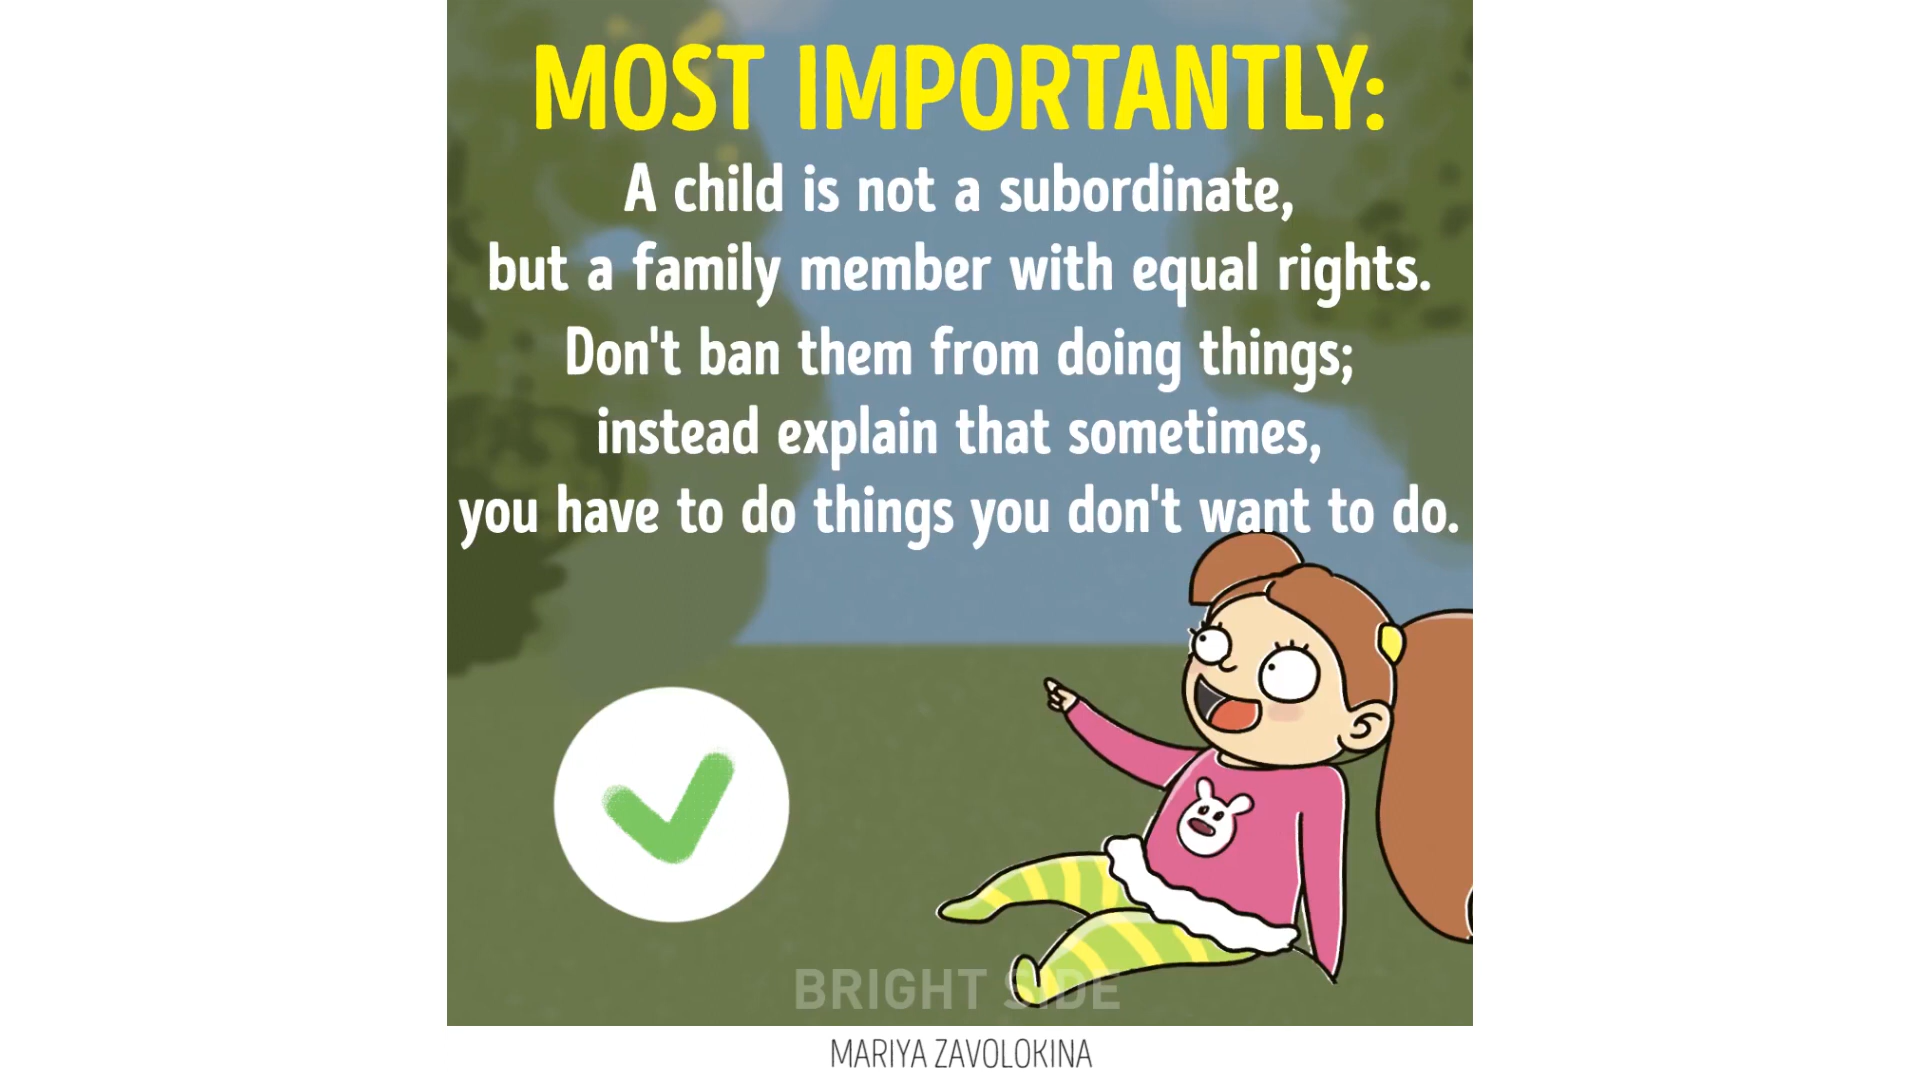 MOST IMPORTANTLY:
A child is not a subordinate,
but a family member with equal rights.
Don't ban them from doing things;
instead explain that sometimes,
you have to do things you don't want to do.
BRIGHT SIDE
MARIYA ZAVOLOKINA